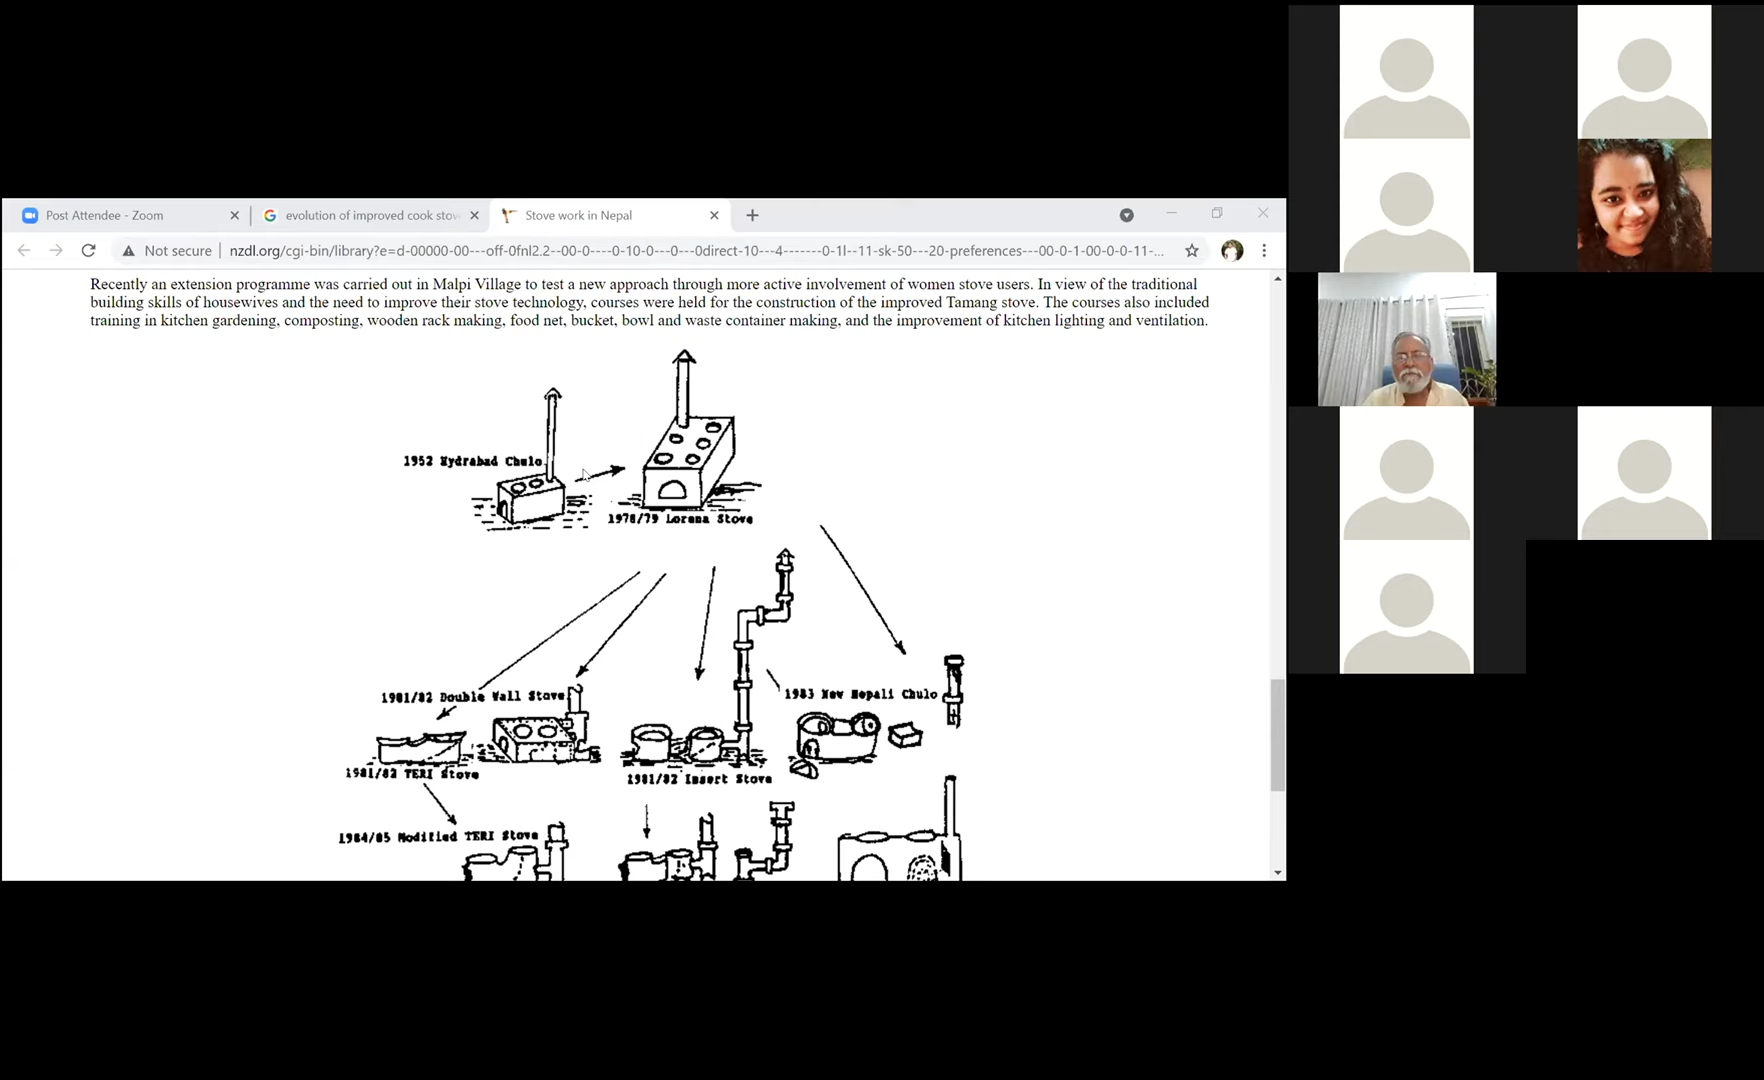 Post Attendee - Zoom
evolution of improved cook stov
Stove work in Nepal
Not secure
nzdl.org/cgi-bin/library?e=d-00000-00---off-0fnl2.2--00-0----0-10-0---0---0direct-10---4-------0-1l--11-sk-50---20-preferences---00-0-1-00-0-0-11-...
Recently an extension programme was carried out in Malpi Village to test a new approach through more active involvement of women stove users. In view of the traditional
building skills of housewives and the need to improve their stove technology, courses were held for the construction of the improved Tamang stove. The courses also included
training in kitchen gardening, composting, wooden rack making, food net, bucket, bowl and waste container making, and the improvement of kitchen lighting and ventilation.
1952 Hydrabad Chulo
1978/79 Lorena Stove
1981/82 Double Wall Stove
1983 New Nepali Chulo
1981/82 TERI Stove
1981/82 Insert Stove
1984/85 Modified TERI Stove